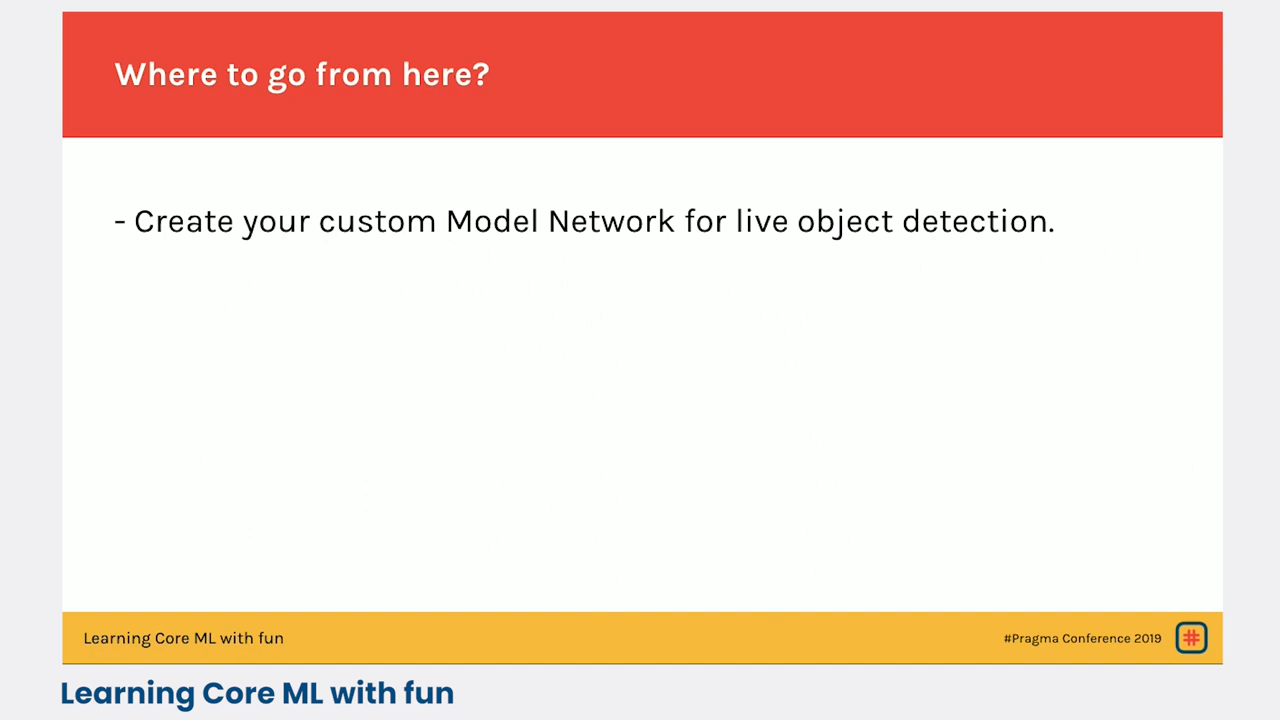 Where to go from here?
- Create your custom Model Network for live object detection.
Learning Core ML with fun
#Pragma Conference 2019
Learning Core ML with fun